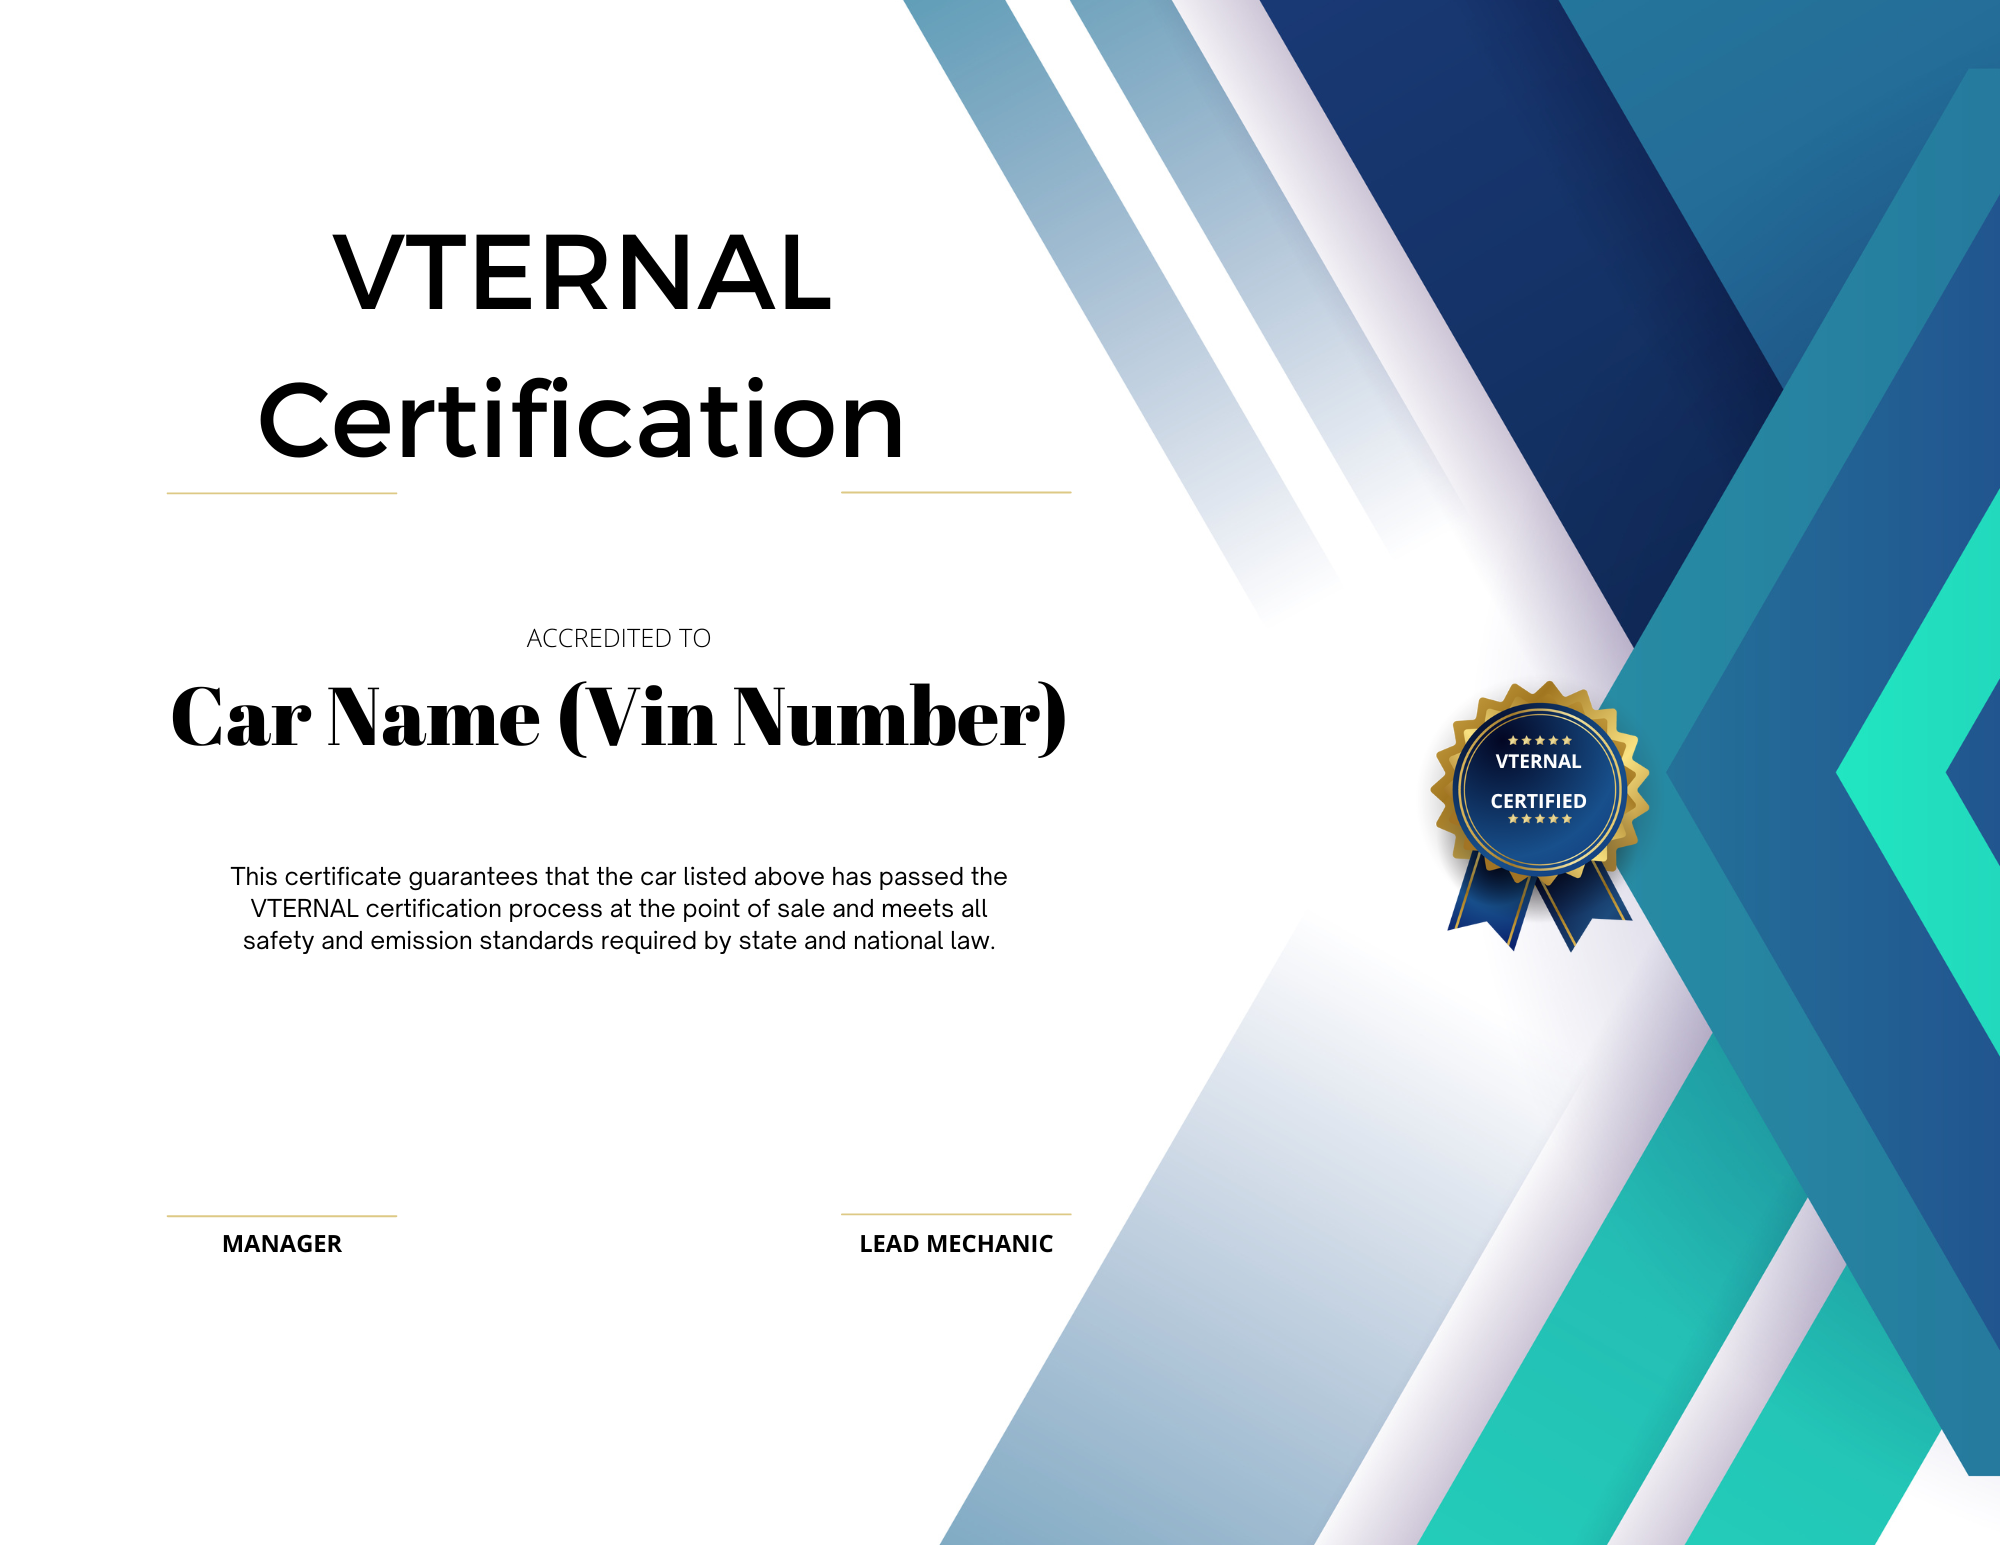 VTERNAL
Certification
ACCREDITED TO
Car Name (Vin Number)
This certificate guarantees that the car listed above has passed the
VTERNAL certification process at the point of sale and meets all
safety and emission standards required by state and national law.
MANAGER
LEAD MECHANIC
VTERNAL
CERTIFIED